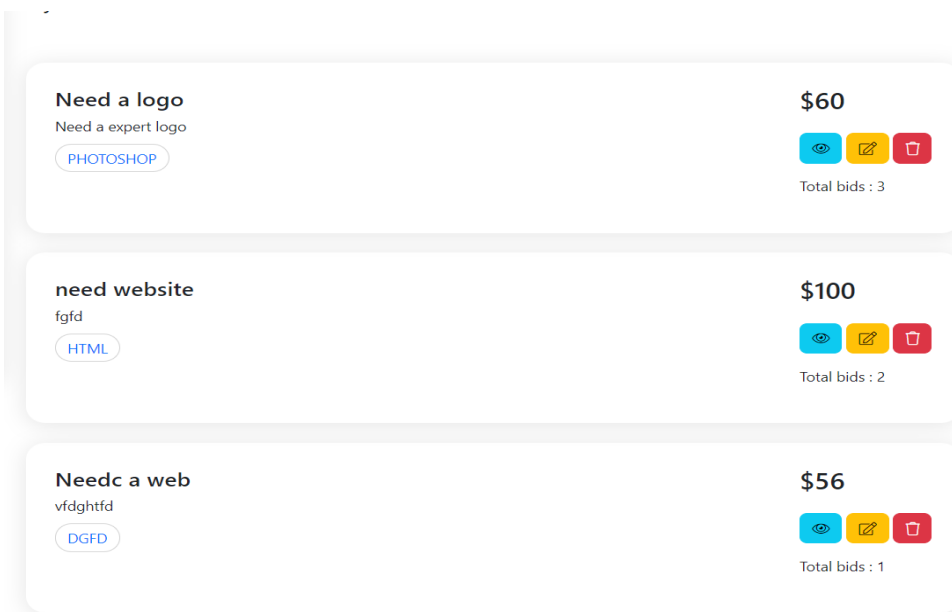 Need a logo
$60
Need a expert logo
PHOTOSHOP
Total bids : 3
need website
$100
fgfd
HTML
Total bids : 2
Needc a web
$56
vfdghtfd
DGFD
Total bids : 1